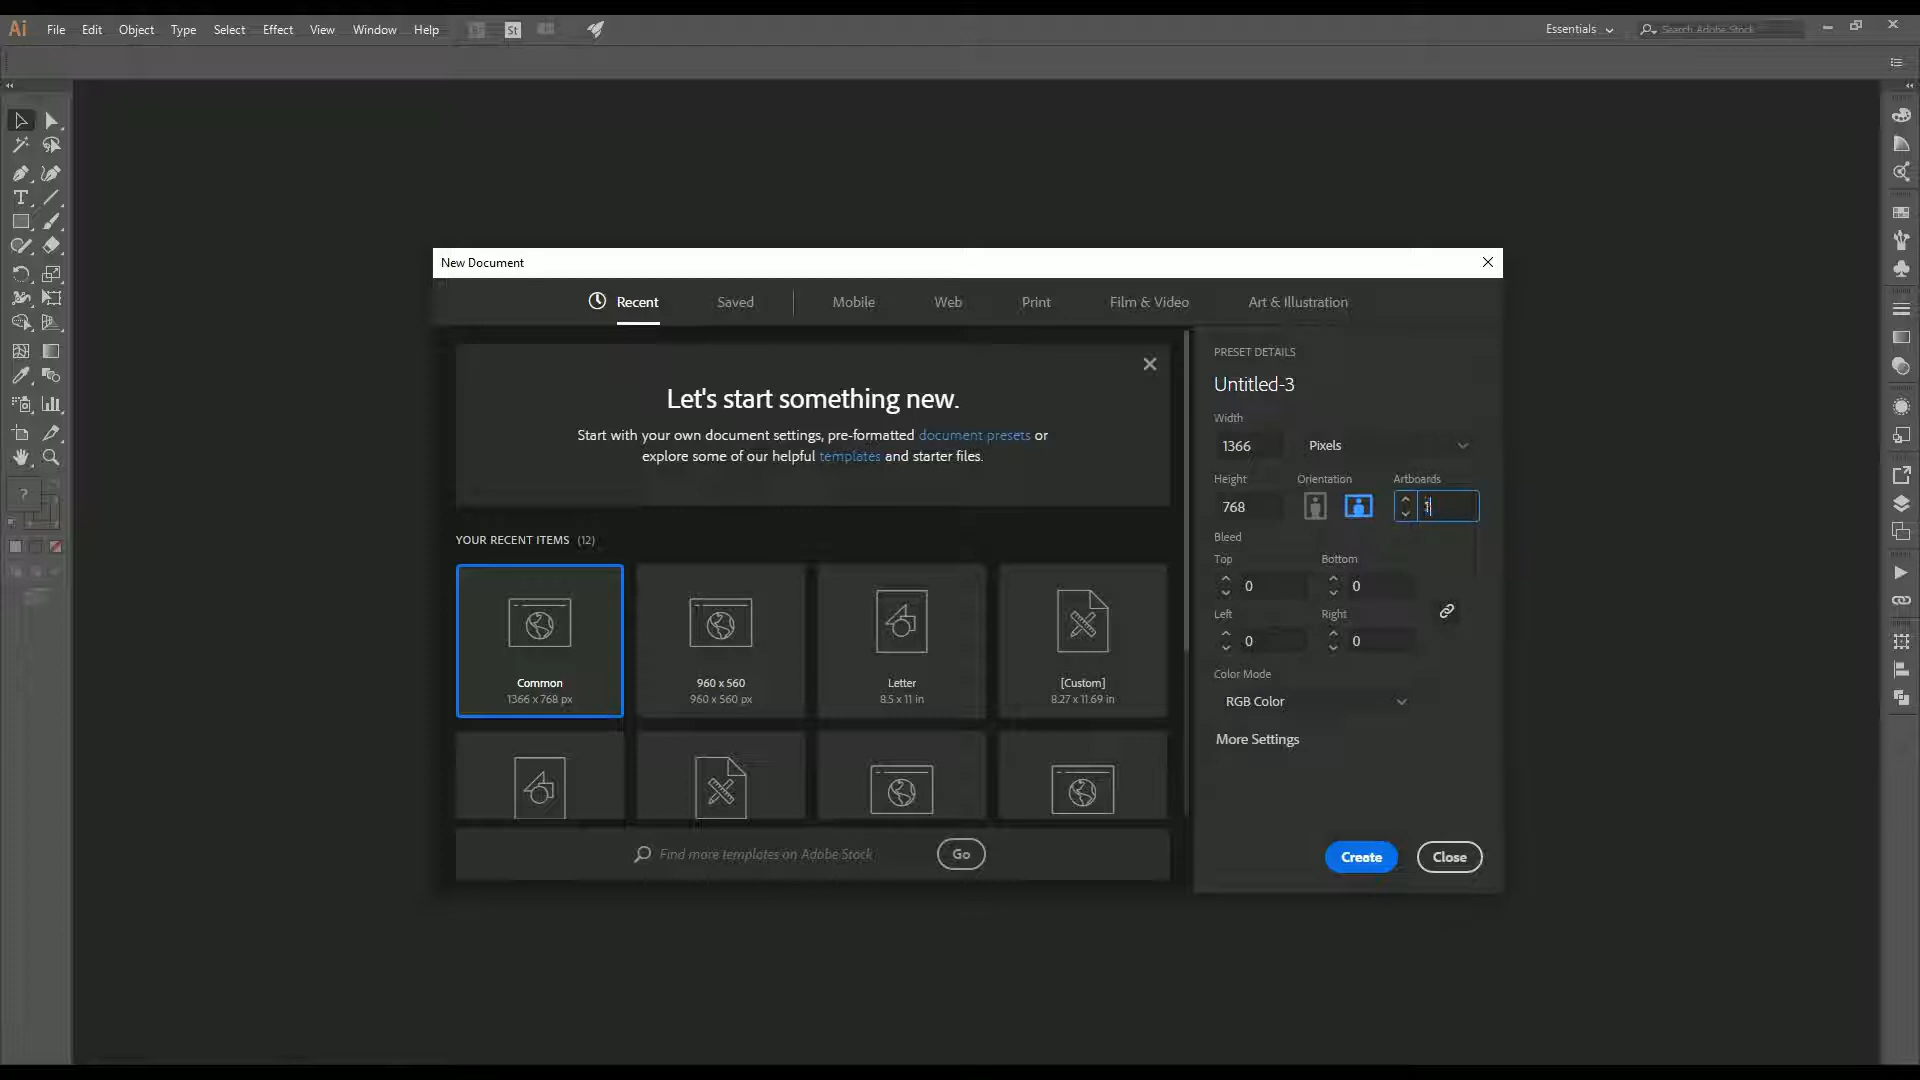 Ai File Edit Object Type Select Effect View Window Help St Essentials Search Adobe Stock
New Document
Recent Saved Mobile Web Print Film & Video Art & Illustration
Let's start something new.
Start with your own document settings, pre-formatted document presets or
explore some of our helpful templates and starter files.
YOUR RECENT ITEMS (12)
Common
1366 x 768 px
960 x 560
960 x 560 px
Letter
8.5 x 11 in
[Custom]
8.27 x 11.69 in
Find more templates on Adobe Stock Go
PRESET DETAILS
Untitled-3
Width
1366 Pixels
Height Orientation Artboards
768
Bleed
Top Bottom
0 0
Left Right
0 0
Color Mode
RGB Color
More Settings
Create Close
T
?